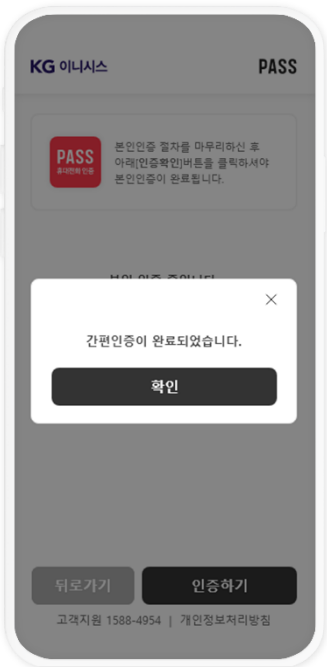 KG 이니시스
PASS
PASS
휴대전화 인증
본인인증 절차를 마무리하신 후
아래[인증확인]버튼을 클릭하셔야
본인인증이 완료됩니다.
간편인증이 완료되었습니다.
확인
뒤로가기
인증하기
고객지원 1588-4954 | 개인정보처리방침